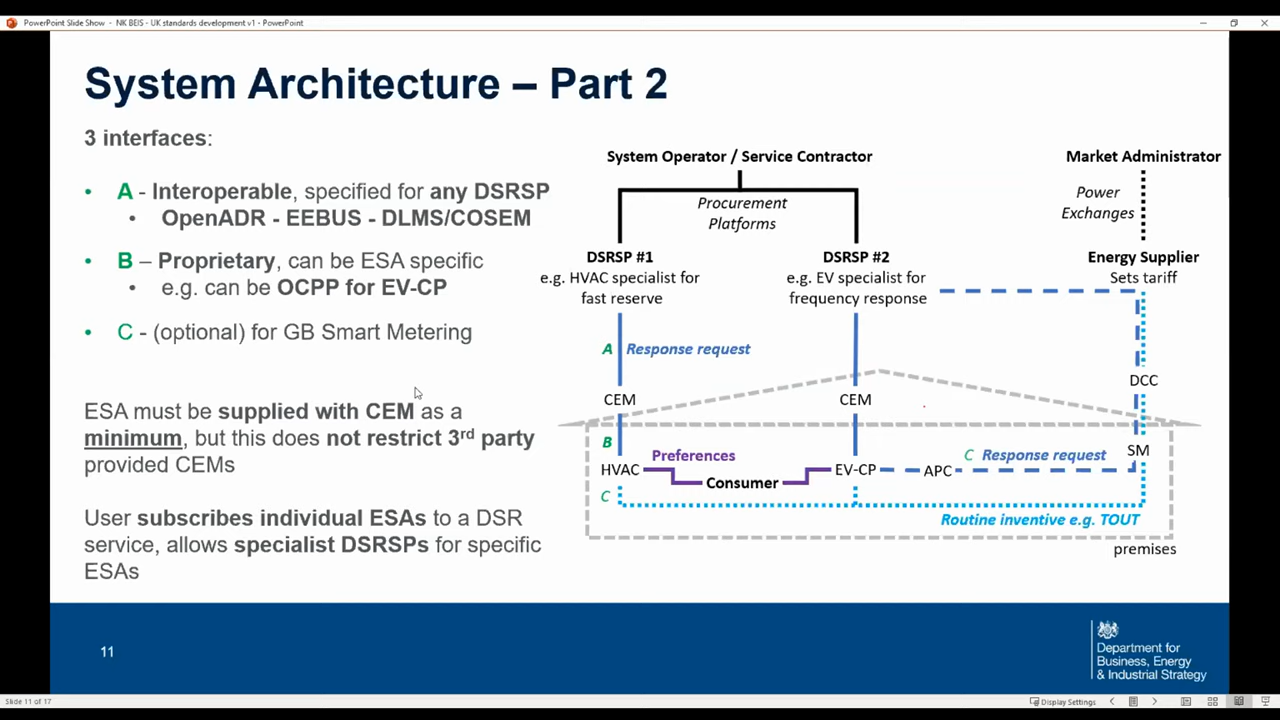 PowerPoint Slide Show - NK BEIS - UK standards development v1 - PowerPoint
System Architecture – Part 2
3 interfaces:
• A - Interoperable, specified for any DSRSP
• OpenADR - EEBUS - DLMS/COSEM
• B – Proprietary, can be ESA specific
• e.g. can be OCPP for EV-CP
• C - (optional) for GB Smart Metering
ESA must be supplied with CEM as a
minimum, but this does not restrict 3rd party
provided CEMs
User subscribes individual ESAs to a DSR
service, allows specialist DSRSPs for specific
ESAs
System Operator / Service Contractor
Procurement
Platforms
Market Administrator
Power
Exchanges
DSRSP #1
e.g. HVAC specialist for
fast reserve
DSRSP #2
e.g. EV specialist for
frequency response
Energy Supplier
Sets tariff
A Response request
DCC
CEM
CEM
B
Preferences
C Response request
SM
HVAC
Consumer
EV-CP
APC
C
Routine inventive e.g. TOUT
premises
11
Department for
Business, Energy
& Industrial Strategy
Slide 11 of 17
Display Settings